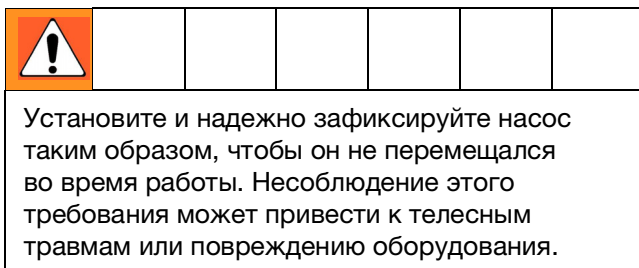 Установите и надежно зафиксируйте насос
таким образом, чтобы он не перемещался
во время работы. Несоблюдение этого
требования может привести к телесным
травмам или повреждению оборудования.